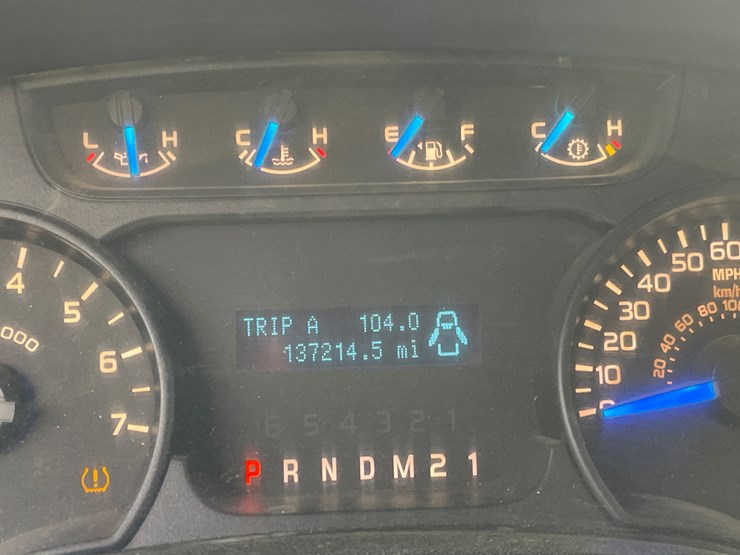 L H C H E F C H
4 5 6 7
000
TRIP A 104.0
137214.5 mi
6 5 4 3 2 1
P R N D M 2 1
0 10 20 30 40 50 60
MPH
km/h
20 40 60 80